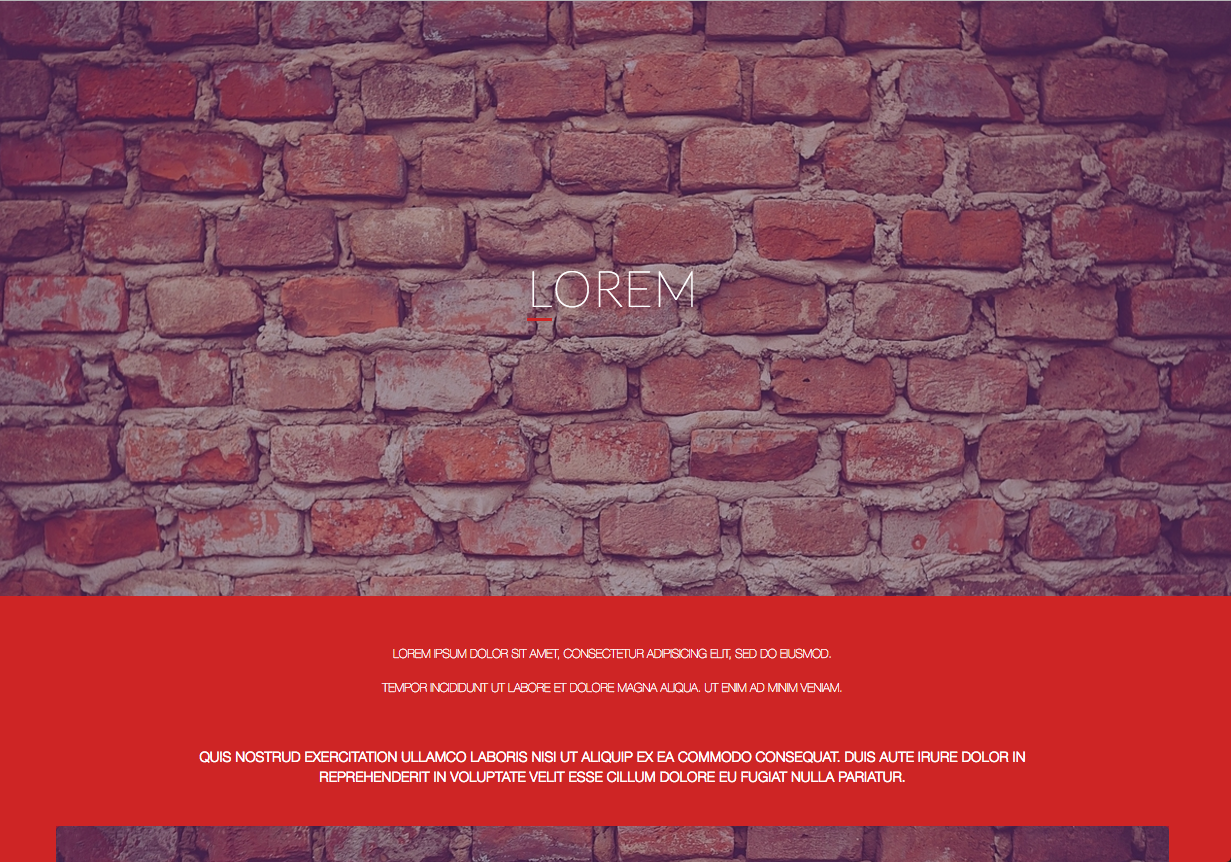 LOREM
LOREM IPSUM DOLOR SIT AMET, CONSECTETUR ADIPISICING ELIT, SED DO EIUSMOD.
TEMPOR INCIDIDUNT UT LABORE ET DOLORE MAGNA ALIQUA. UT ENIM AD MINIM VENIAM.
QUIS NOSTRUD EXERCITATION ULLAMCO LABORIS NISI UT ALIQUIP EX EA COMMODO CONSEQUAT. DUIS AUTE IRURE DOLOR IN
REPREHENDERIT IN VOLUPTATE VELIT ESSE CILLUM DOLORE EU FUGIAT NULLA PARIATUR.